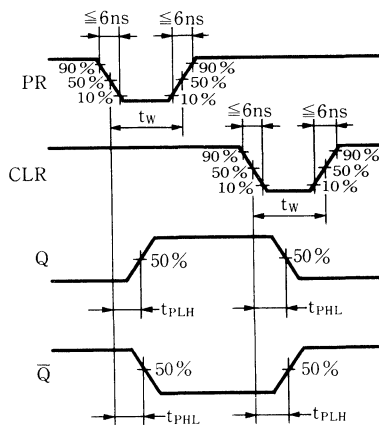 ≦6ns ≦6ns
90% 90%
PR 50% 50%
10% 10%
tw
≦6ns ≦6ns
90% 90%
CLR 50% 50%
10% 10%
tw
Q 50% 50%
tPLH tPHL
Q̅ 50% 50%
tPHL tPLH